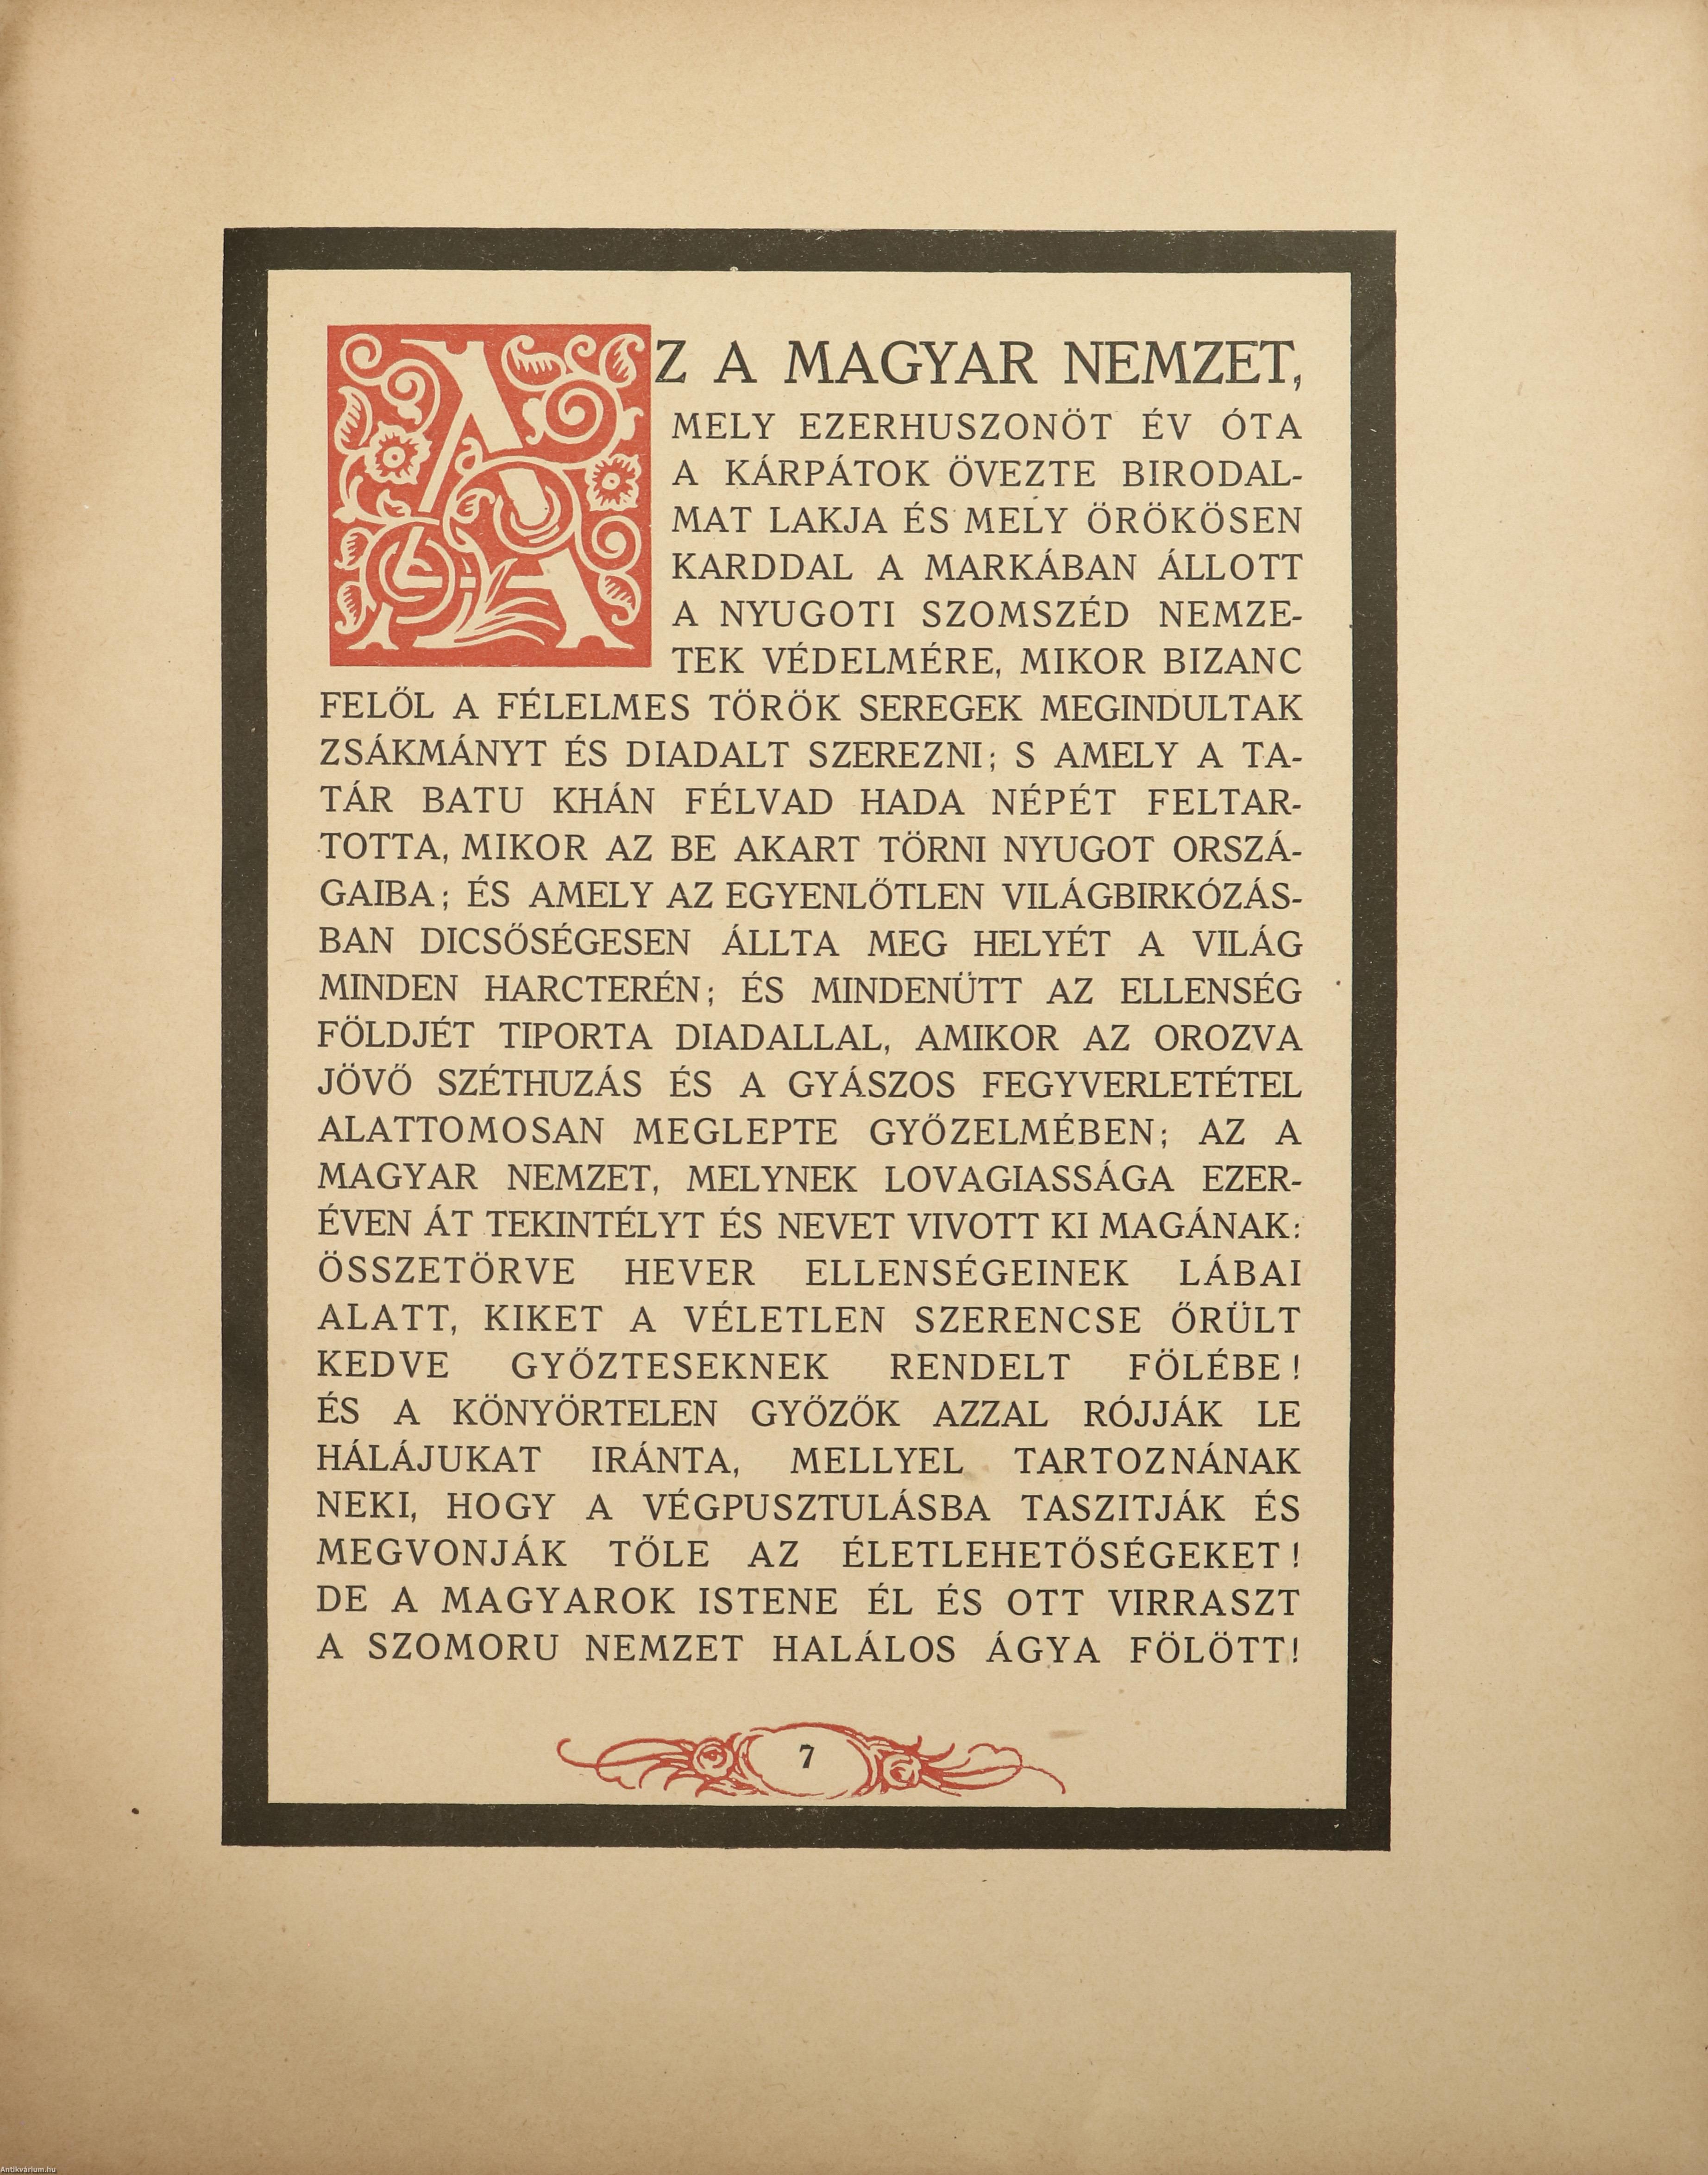 AZ A MAGYAR NEMZET,
MELY EZERHUSZONÖT ÉV ÓTA
A KÁRPÁTOK ÖVEZTE BIRODAL-
MAT LAKJA ÉS MELY ÖRÖKÖSEN
KARDDAL A MARKÁBAN ÁLLOTT
A NYUGOTI SZOMSZÉD NEMZE-
TEK VÉDELMÉRE, MIKOR BIZANC
FELŐL A FÉLELMES TÖRÖK SEREGEK MEGINDULTAK
ZSÁKMÁNYT ÉS DIADALT SZEREZNI; S AMELY A TA-
TÁR BATU KHÁN FÉLVAD HADA NÉPÉT FELTAR-
TOTTA, MIKOR AZ BE AKART TÖRNI NYUGOT ORSZÁ-
GAIBA; ÉS AMELY AZ EGYENLŐTLEN VILÁGBIRKÓZÁS-
BAN DICSŐSÉGESEN ÁLLTA MEG HELYÉT A VILÁG
MINDEN HARCTERÉN; ÉS MINDENÜTT AZ ELLENSÉG
FÖLDJÉT TIPORTA DIADALLAL, AMIKOR AZ OROZVA
JÖVŐ SZÉTHUZÁS ÉS A GYÁSZOS FEGYVERLETÉTEL
ALATTOMOSAN MEGLEPTE GYŐZELMÉBEN; AZ A
MAGYAR NEMZET, MELYNEK LOVAGIASSÁGA EZER-
ÉVEN ÁT TEKINTÉLYT ÉS NEVET VIVOTT KI MAGÁNAK:
ÖSSZETÖRVE HEVER ELLENSÉGEINEK LÁBAI
ALATT, KIKET A VÉLETLEN SZERENCSE ŐRÜLT
KEDVE GYŐZTESEKNEK RENDELT FÖLÉBE!
ÉS A KÖNYÖRTELEN GYŐZŐK AZZAL RÓJJÁK LE
HÁLÁJUKAT IRÁNTA, MELLYEL TARTOZNÁNAK
NEKI, HOGY A VÉGPUSZTULÁSBA TASZITJÁK ÉS
MEGVONJÁK TŐLE AZ ÉLETLEHETŐSÉGEKET!
DE A MAGYAROK ISTENE ÉL ÉS OTT VIRRASZT
A SZOMORU NEMZET HALÁLOS ÁGYA FÖLÖTT!
7
Antikvárium.hu